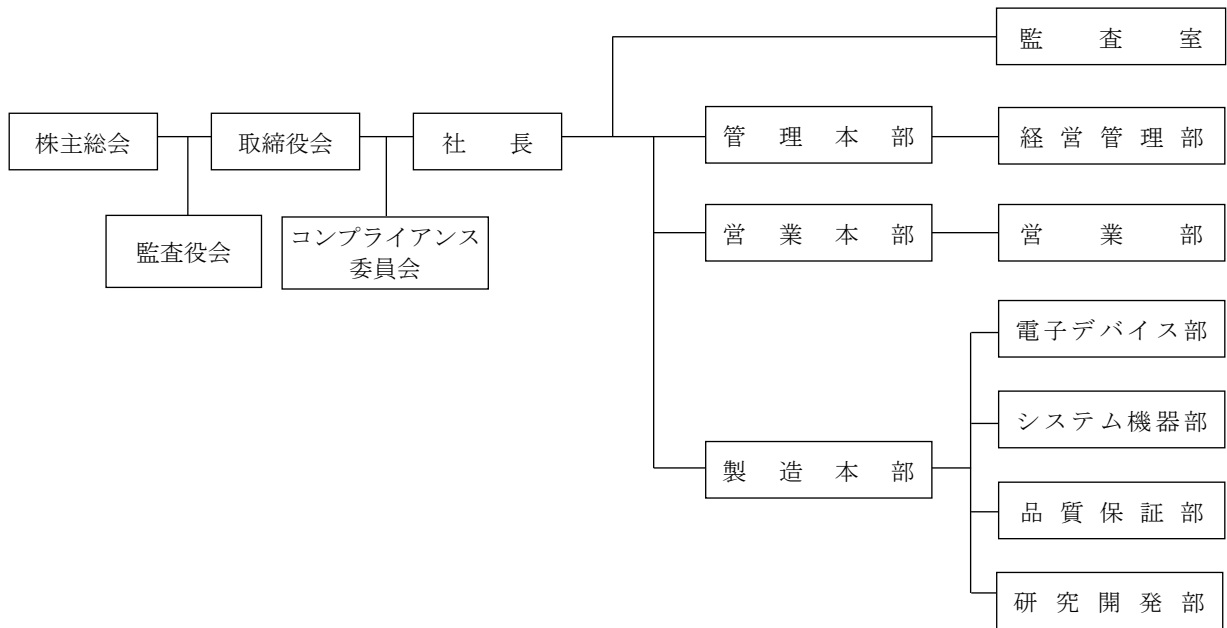 監査室
株主総会
取締役会
社長
管理本部
経営管理部
監査役会
コンプライアンス
委員会
営業本部
営業部
電子デバイス部
システム機器部
製造本部
品質保証部
研究開発部